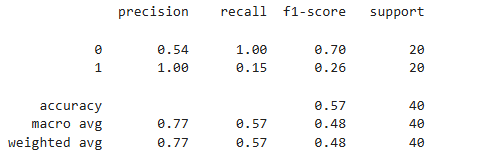 precision recall f1-score support
0 0.54 1.00 0.70 20
1 1.00 0.15 0.26 20
accuracy 0.57 40
macro avg 0.77 0.57 0.48 40
weighted avg 0.77 0.57 0.48 40